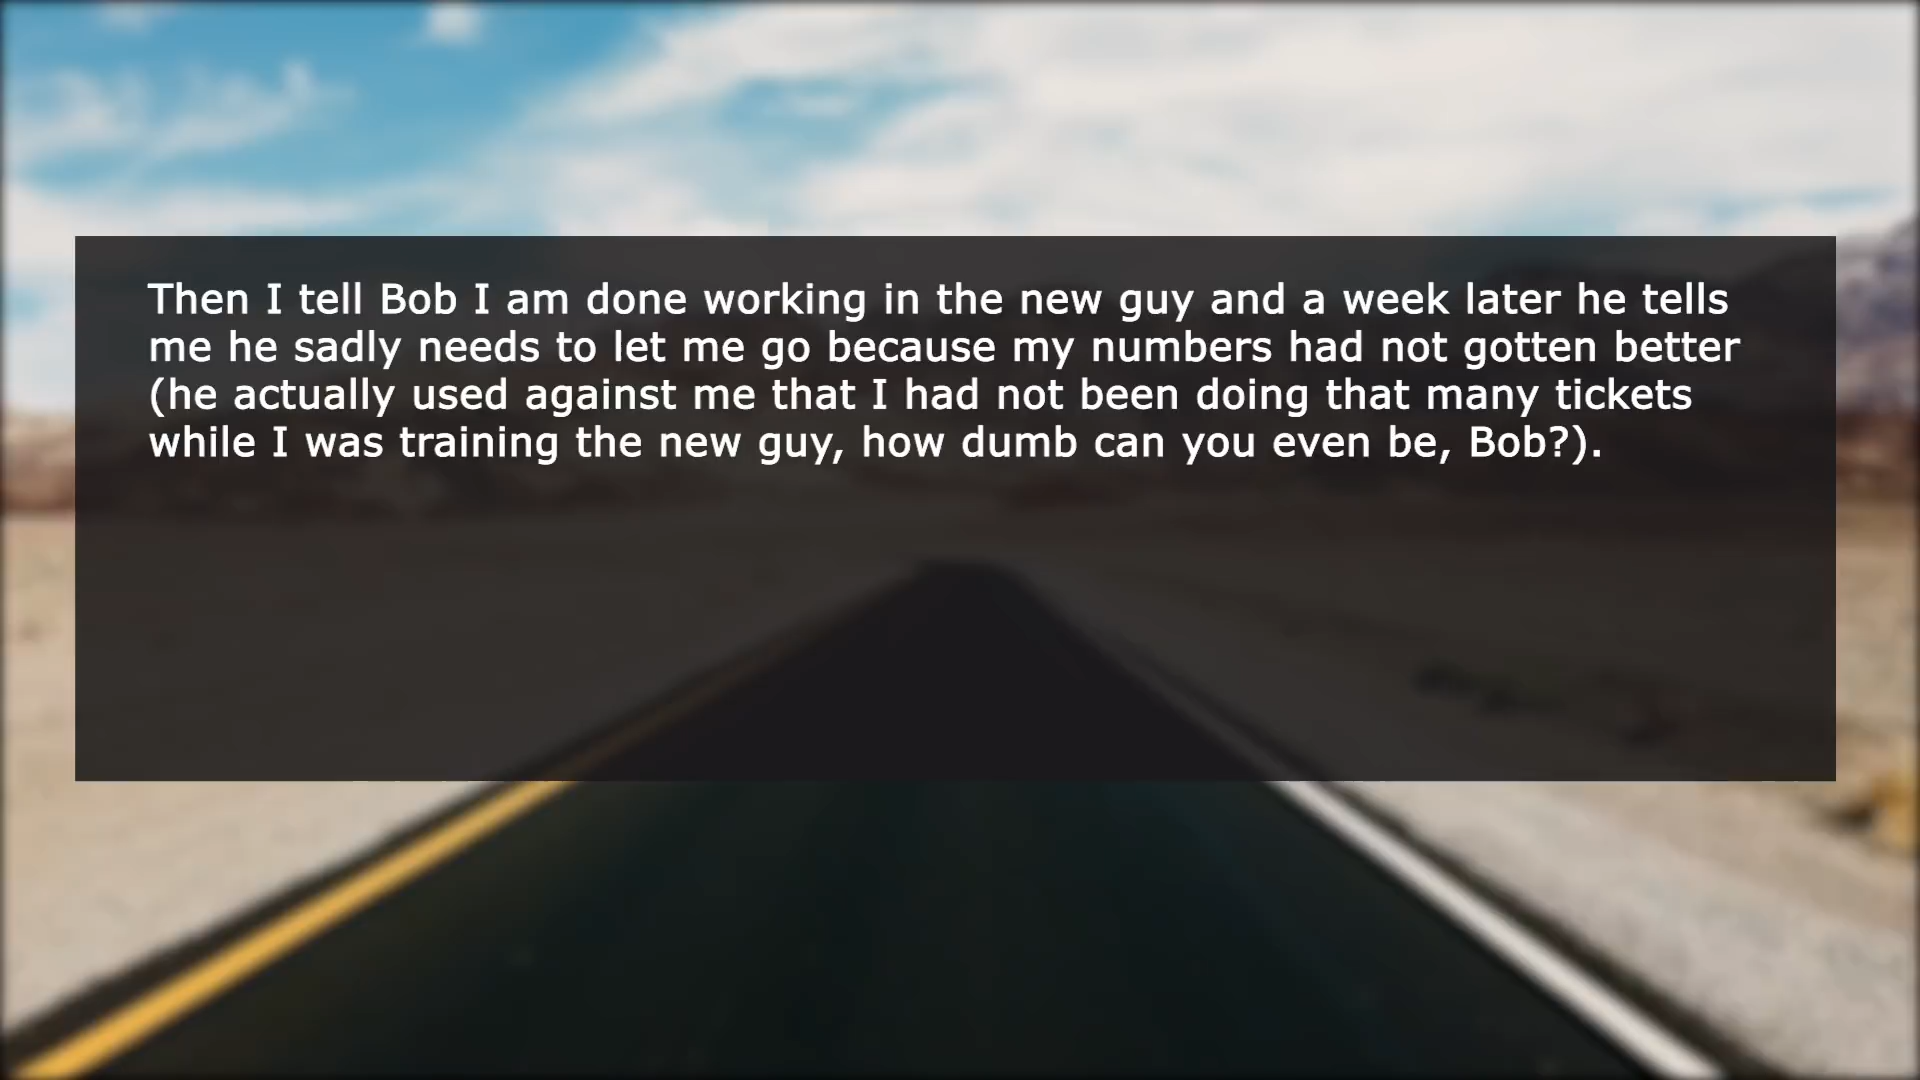 Then I tell Bob I am done working in the new guy and a week later he tells
me he sadly needs to let me go because my numbers had not gotten better
(he actually used against me that I had not been doing that many tickets
while I was training the new guy, how dumb can you even be, Bob?).